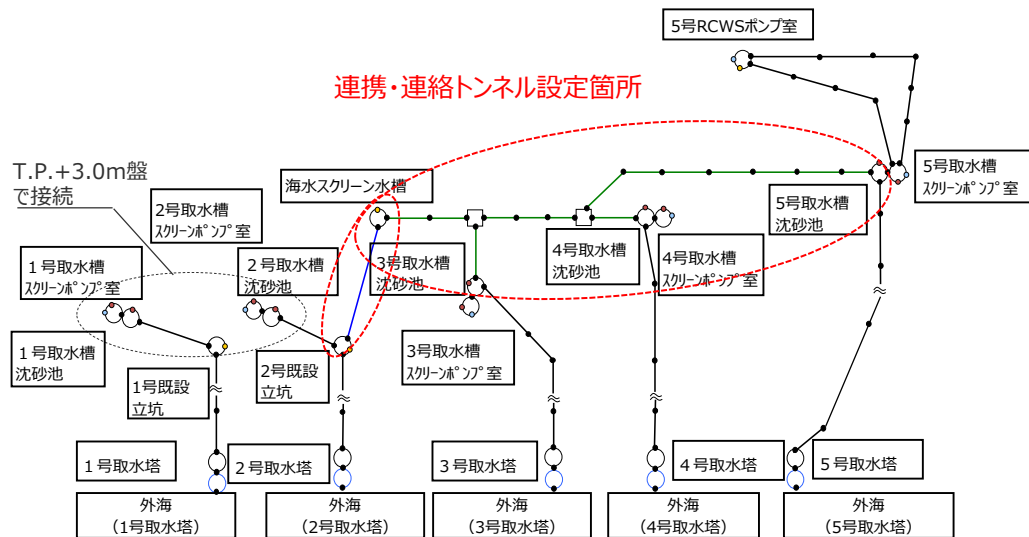 5号RCWSポンプ室
連携・連絡トンネル設定箇所
T.P.+3.0m盤
で接続
2号取水槽
スクリーンポンプ室
海水スクリーン水槽
5号取水槽
スクリーンポンプ室
5号取水槽
沈砂池
1号取水槽
スクリーンポンプ室
2号取水槽
沈砂池
3号取水槽
沈砂池
4号取水槽
沈砂池
4号取水槽
スクリーンポンプ室
1号取水槽
沈砂池
1号既設
立坑
2号既設
立坑
3号取水槽
スクリーンポンプ室
1号取水塔
2号取水塔
3号取水塔
4号取水塔
5号取水塔
外海
（1号取水塔）
外海
（2号取水塔）
外海
（3号取水塔）
外海
（4号取水塔）
外海
（5号取水塔）